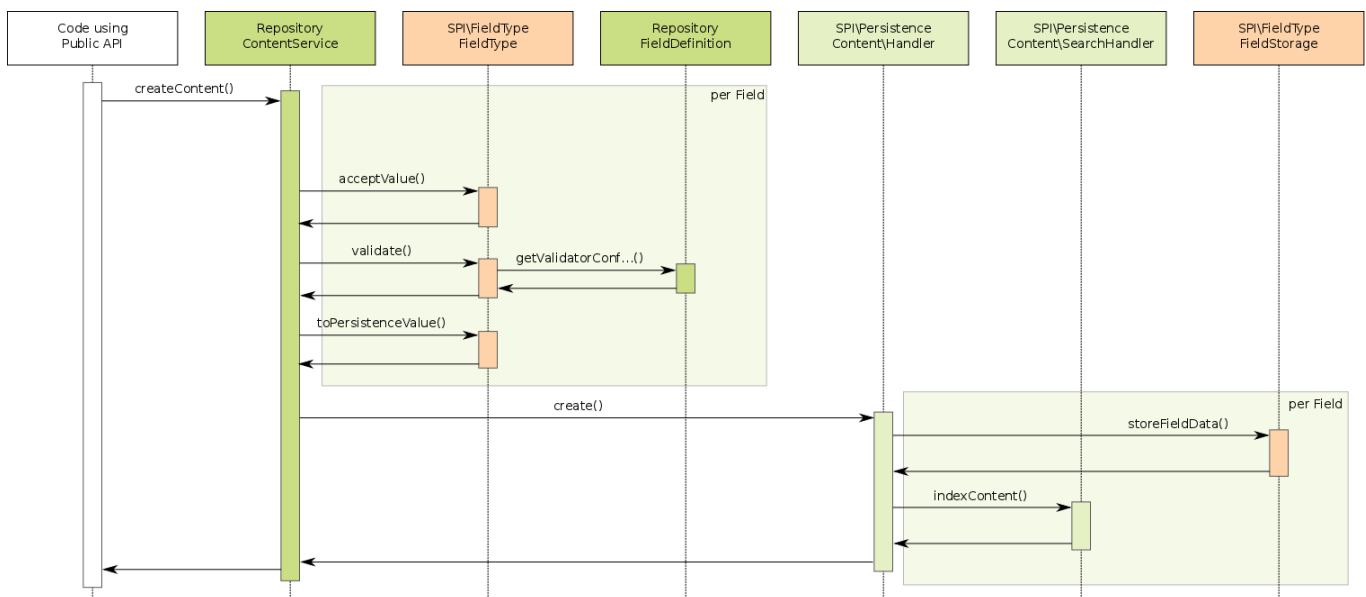 Code using
Public API
Repository
ContentService
SPI\FieldType
FieldType
Repository
FieldDefinition
SPI\Persistence
Content\Handler
SPI\Persistence
Content\SearchHandler
SPI\FieldType
FieldStorage
createContent()
per Field
acceptValue()
validate()
getValidatorConf...()
toPersistenceValue()
create()
per Field
storeFieldData()
indexContent()